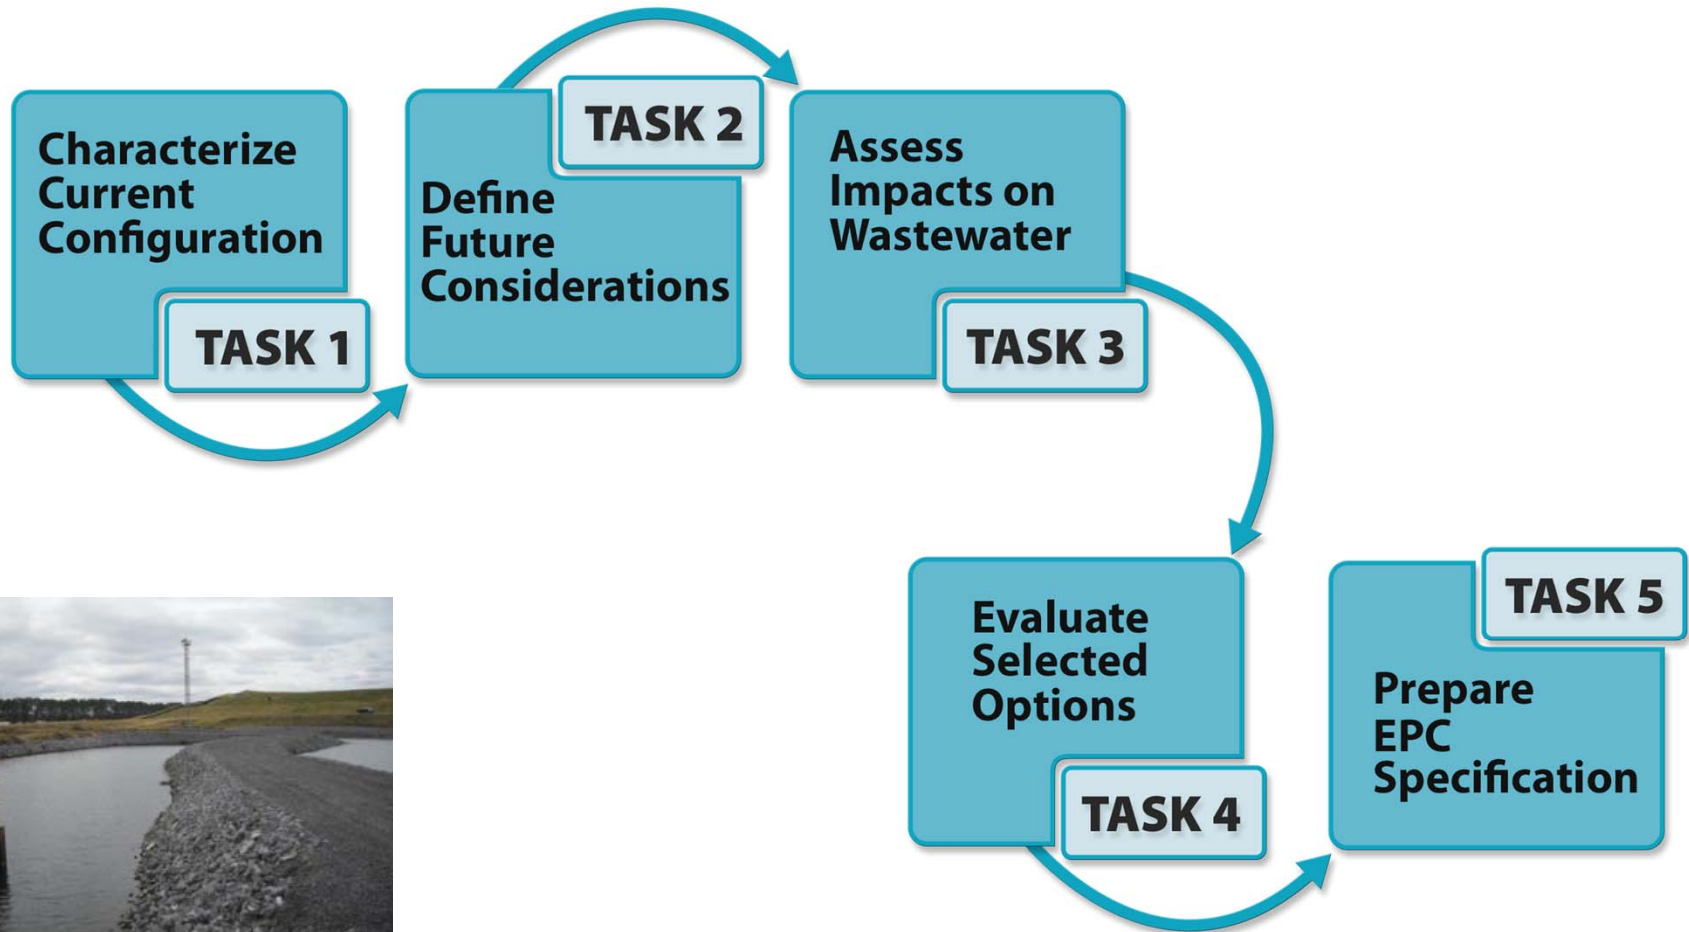 Characterize
Current
Configuration
TASK 1
TASK 2
Define
Future
Considerations
Assess
Impacts on
Wastewater
TASK 3
Evaluate
Selected
Options
TASK 4
TASK 5
Prepare
EPC
Specification